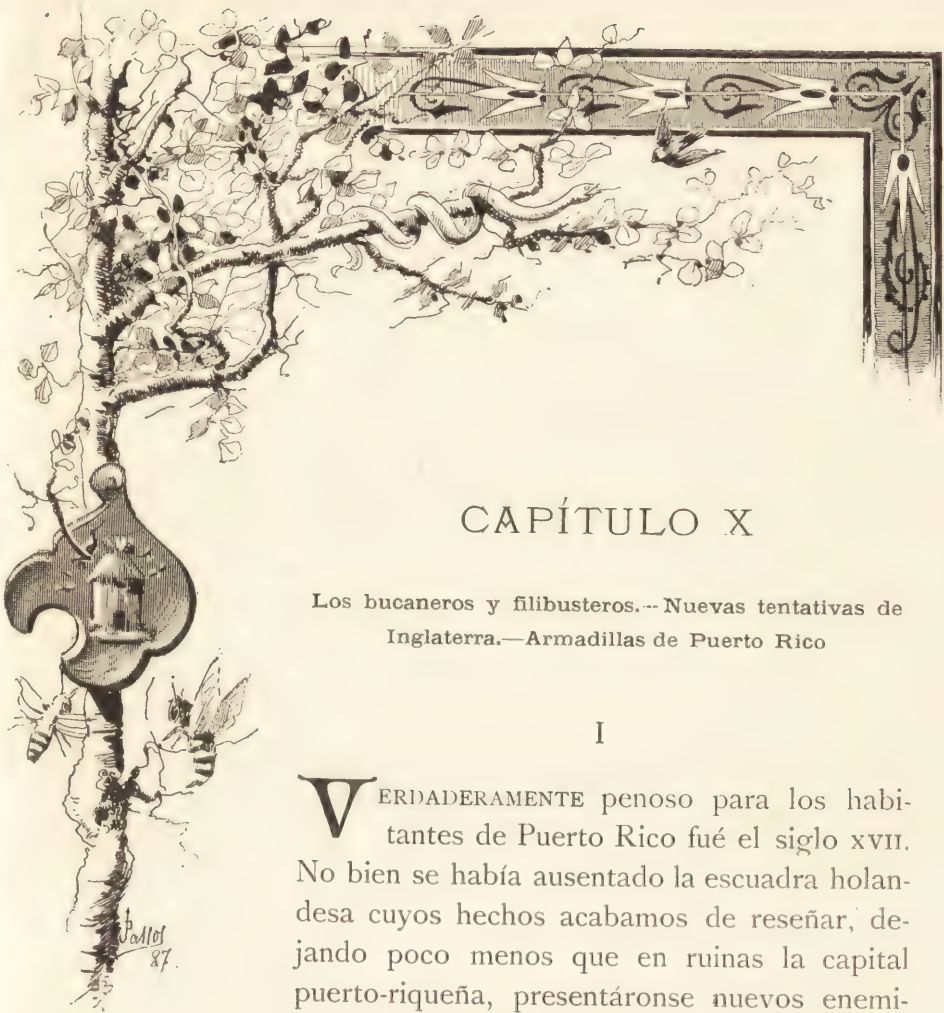 CAPÍTULO X
Los bucaneros y filibusteros.--Nuevas tentativas de
Inglaterra.—Armadillas de Puerto Rico
I
VERDADERAMENTE penoso para los habi-
tantes de Puerto Rico fué el siglo XVII.
No bien se había ausentado la escuadra holan-
desa cuyos hechos acabamos de reseñar, de-
jando poco menos que en ruinas la capital
puerto-riqueña, presentáronse nuevos enemi-
87.